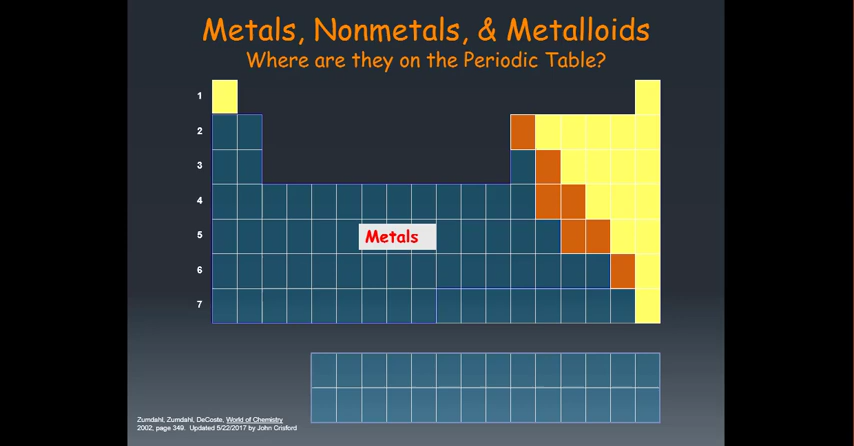 Metals, Nonmetals, & Metalloids
Where are they on the Periodic Table?
1
2
3
4
5
Metals
6
7
Zumdahl, Zumdahl, DeCoste, World of Chemistry
2002, page 349. Updated 5/22/2017 by John Crisford